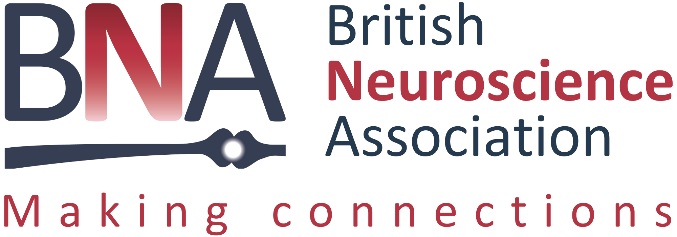 BNA
British
Neuroscience
Association
Making connections